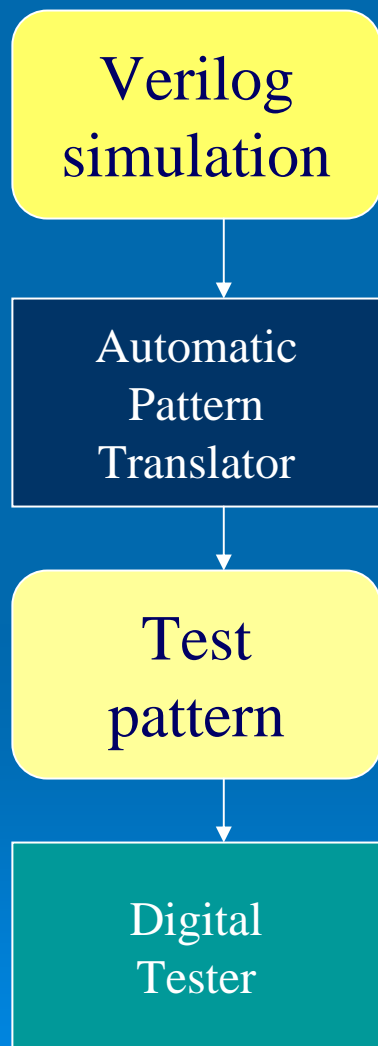 Verilog
simulation
Automatic
Pattern
Translator
Test
pattern
Digital
Tester